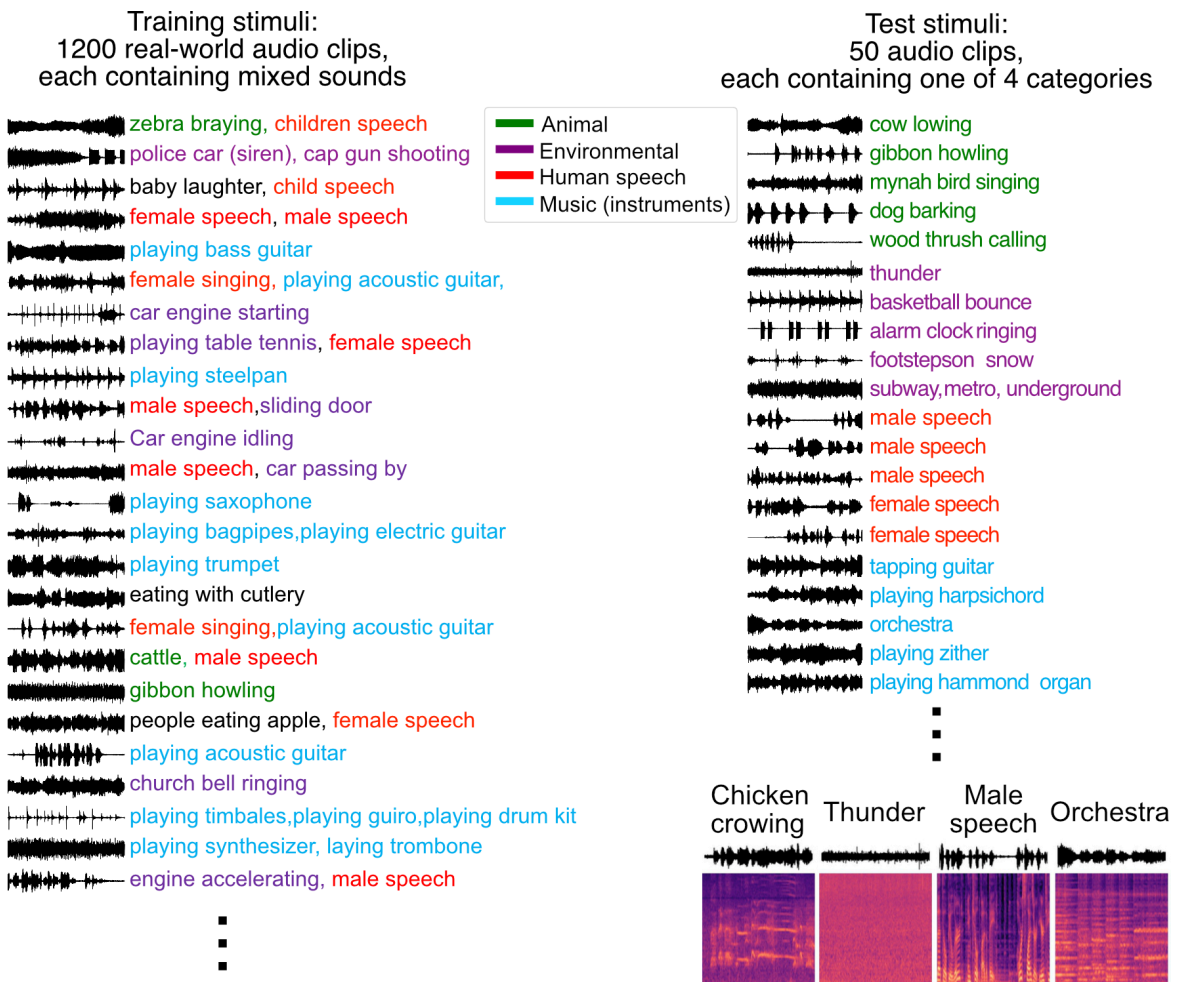 Training stimuli:
1200 real-world audio clips,
each containing mixed sounds
zebra braying, children speech
police car (siren), cap gun shooting
baby laughter, child speech
female speech, male speech
playing bass guitar
female singing, playing acoustic guitar,
car engine starting
playing table tennis, female speech
playing steelpan
male speech,sliding door
Car engine idling
male speech, car passing by
playing saxophone
playing bagpipes,playing electric guitar
playing trumpet
eating with cutlery
female singing,playing acoustic guitar
cattle, male speech
gibbon howling
people eating apple, female speech
playing acoustic guitar
church bell ringing
playing timbales,playing guiro,playing drum kit
playing synthesizer, laying trombone
engine accelerating, male speech
Animal
Environmental
Human speech
Music (instruments)
Test stimuli:
50 audio clips,
each containing one of 4 categories
cow lowing
gibbon howling
mynah bird singing
dog barking
wood thrush calling
thunder
basketball bounce
alarm clock ringing
footstepson snow
subway,metro, underground
male speech
male speech
male speech
female speech
female speech
tapping guitar
playing harpsichord
orchestra
playing zither
playing hammond organ
Chicken
crowing
Thunder
Male
speech
Orchestra